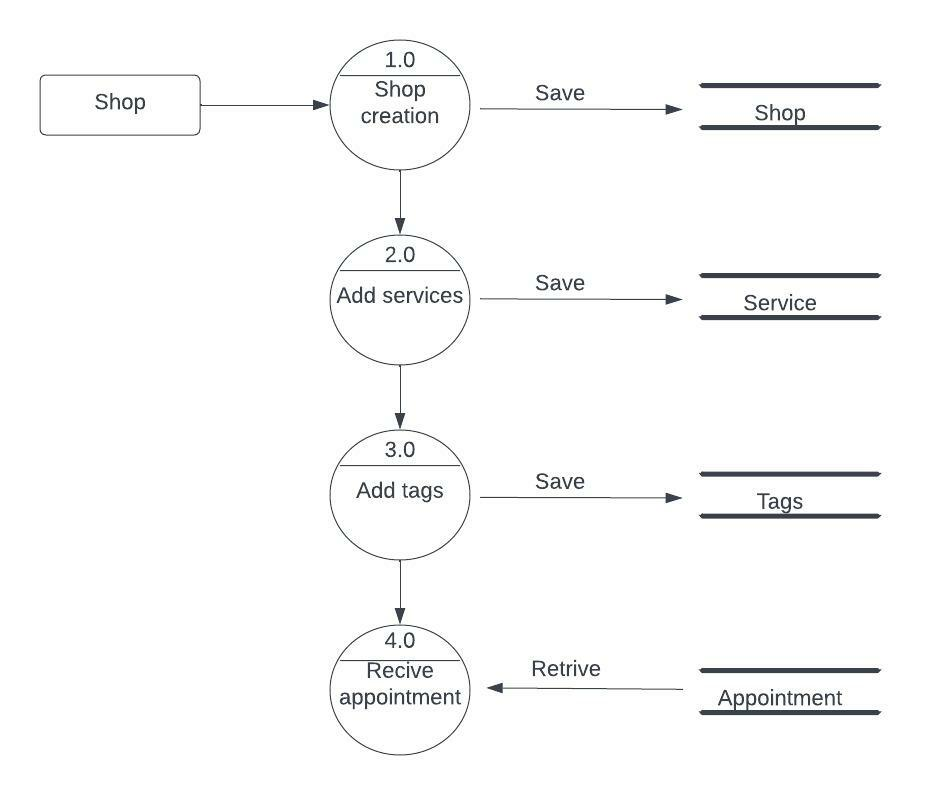 Shop
1.0
Shop
creation
Save
Shop
2.0
Add services
Save
Service
3.0
Add tags
Save
Tags
4.0
Recive
appointment
Retrive
Appointment